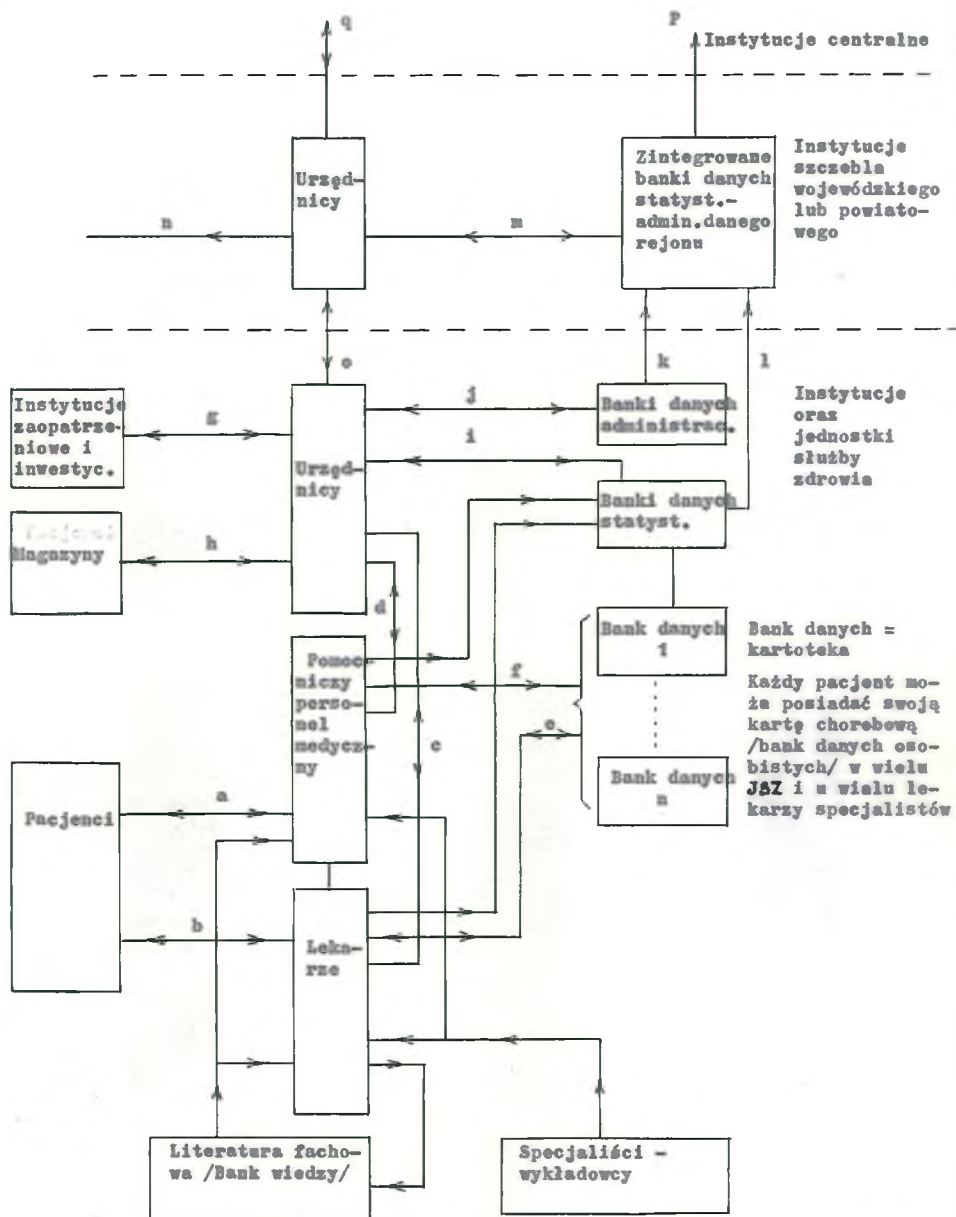 q
P
Instytucje centralne
Urzęd-
nicy
Zintegrowane
banki danych
statyst.-
admin.danego
rejonu
Instytucje
szczebla
wojewódzkiego
lub powiato-
wego
n
m
o
k
l
Instytucje
zaopatrze-
niowe i
inwestyc.
g
Urzęd-
nicy
j
i
Banki danych
administrac.
Instytucje
oraz
jednostki
służby
zdrowia
Banki danych
statyst.
Magazyny
h
d
Pomoc-
niczy
perso-
nel
medycz-
ny
f
c
e
Bank danych
1
Bank danych
n
Bank danych =
kartoteka
Każdy pacjent mo-
że posiadać swoją
kartę chorobową
/bank danych oso-
bistych/ w wielu
JSZ i u wielu le-
karzy specjalistów
Pacjenci
a
b
Leka-
rze
Literatura facho-
wa /Bank wiedzy/
Specjaliści -
wykładowcy